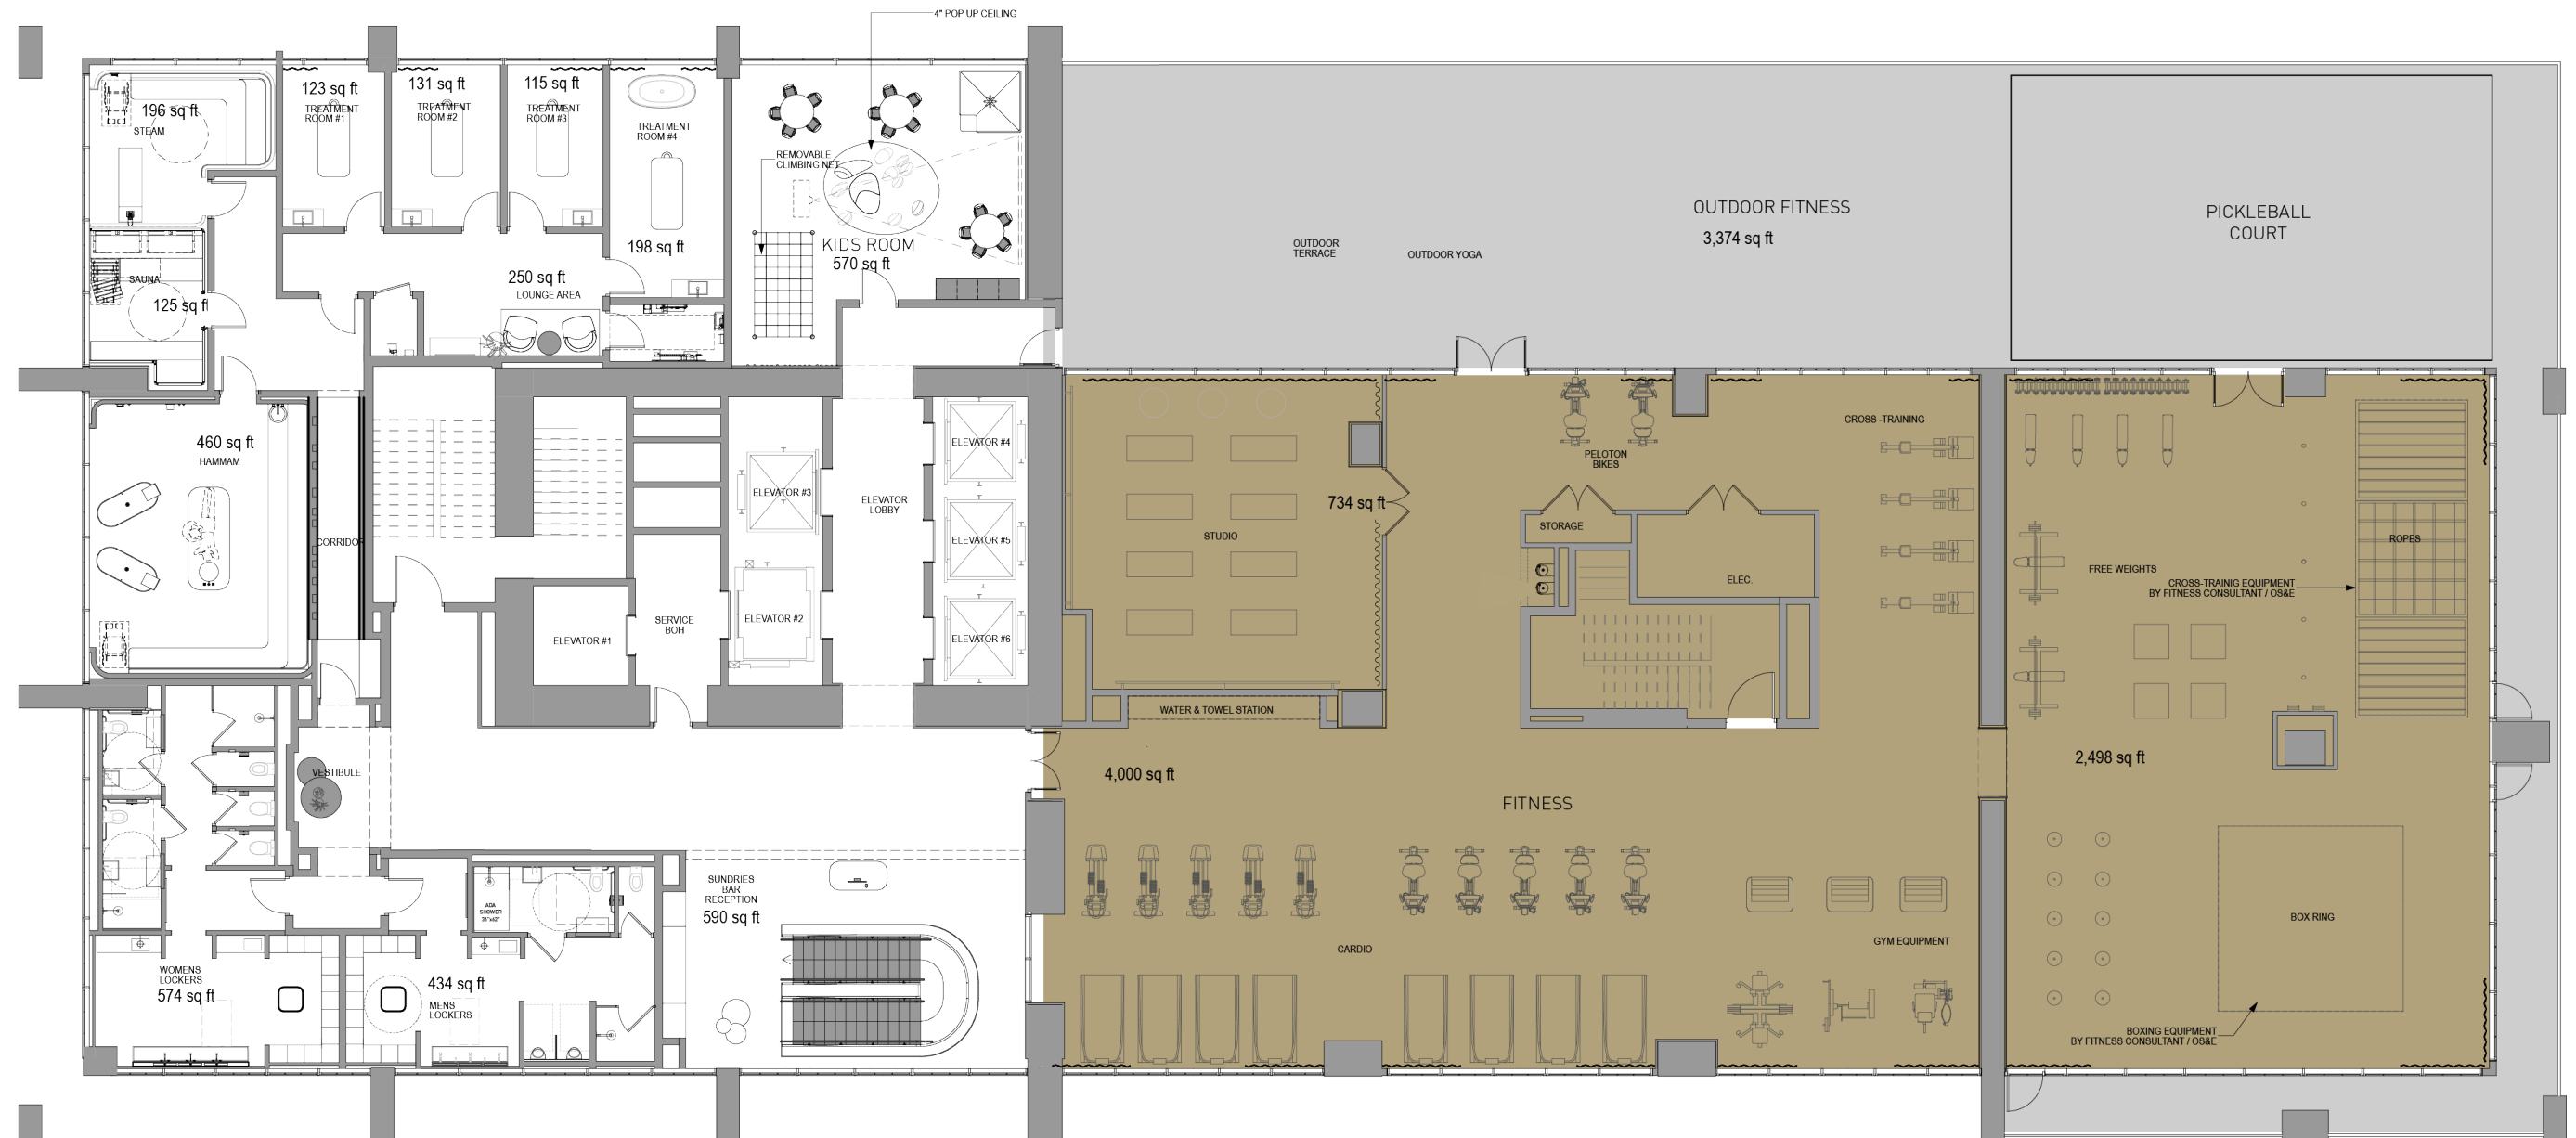 4" POP UP CEILING
196 sq ft
STEAM
123 sq ft
TREATMENT
ROOM #1
131 sq ft
TREATMENT
ROOM #2
115 sq ft
TREATMENT
ROOM #3
TREATMENT
ROOM #4
198 sq ft
REMOVABLE
CLIMBING NET
KIDS ROOM
570 sq ft
SAUNA
125 sq ft
250 sq ft
LOUNGE AREA
OUTDOOR
TERRACE
OUTDOOR YOGA
OUTDOOR FITNESS
3,374 sq ft
PICKLEBALL
COURT
460 sq ft
HAMMAM
CORRIDOR
ELEVATOR #3
ELEVATOR
LOBBY
ELEVATOR #4
ELEVATOR #5
ELEVATOR #6
ELEVATOR #1
SERVICE
BOH
ELEVATOR #2
734 sq ft
STUDIO
PELOTON
BIKES
CROSS -TRAINING
STORAGE
ELEC.
ROPES
FREE WEIGHTS
CROSS-TRAINIG EQUIPMENT
BY FITNESS CONSULTANT / OS&E
WATER & TOWEL STATION
VESTIBULE
4,000 sq ft
FITNESS
2,498 sq ft
SUNDRIES
BAR
RECEPTION
590 sq ft
ADA
SHOWER
36"x62"
CARDIO
GYM EQUIPMENT
BOX RING
WOMENS
LOCKERS
574 sq ft
434 sq ft
MENS
LOCKERS
BOXING EQUIPMENT
BY FITNESS CONSULTANT / OS&E